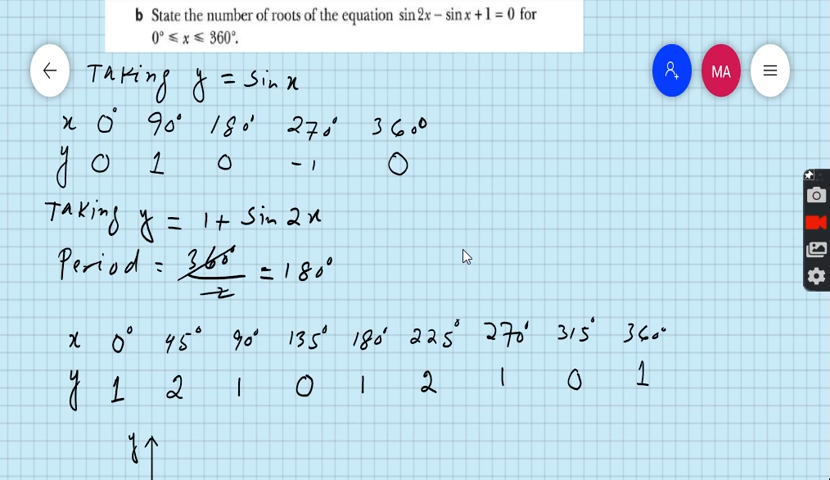 b State the number of roots of the equation sin 2x − sin x + 1 = 0 for
0° ⩽ x ⩽ 360°.
Taking y = sin x
x 0° 90° 180° 270° 360°
y 0 1 0 -1 0
MA
Taking y = 1 + sin 2x
Period = 360°/2 = 180°
x 0° 45° 90° 135° 180° 225° 270° 315° 360°
y 1 2 1 0 1 2 1 0 1
y